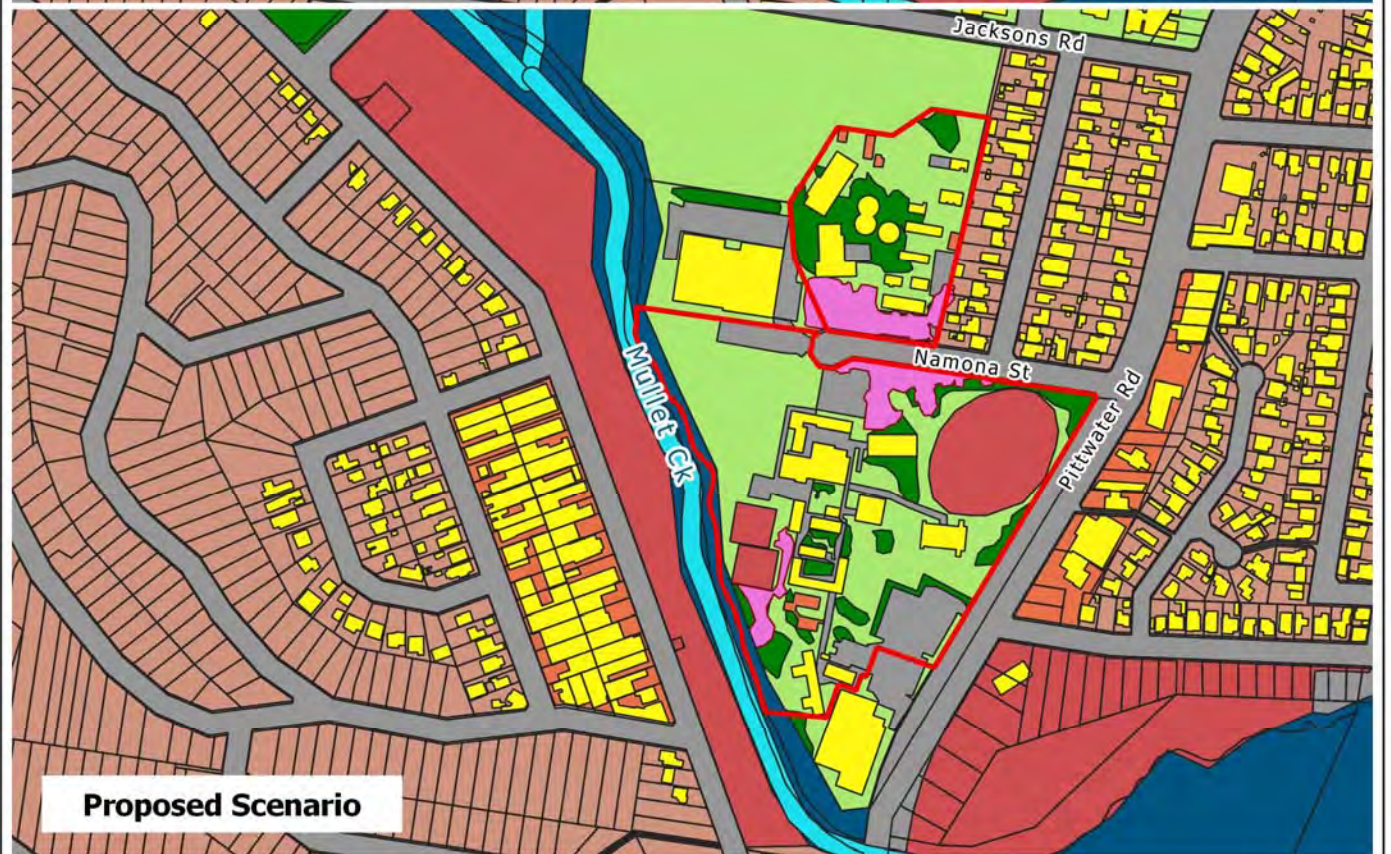 Jacksons Rd
Namona St
Mullet Ck
Pittwater Rd
Proposed Scenario